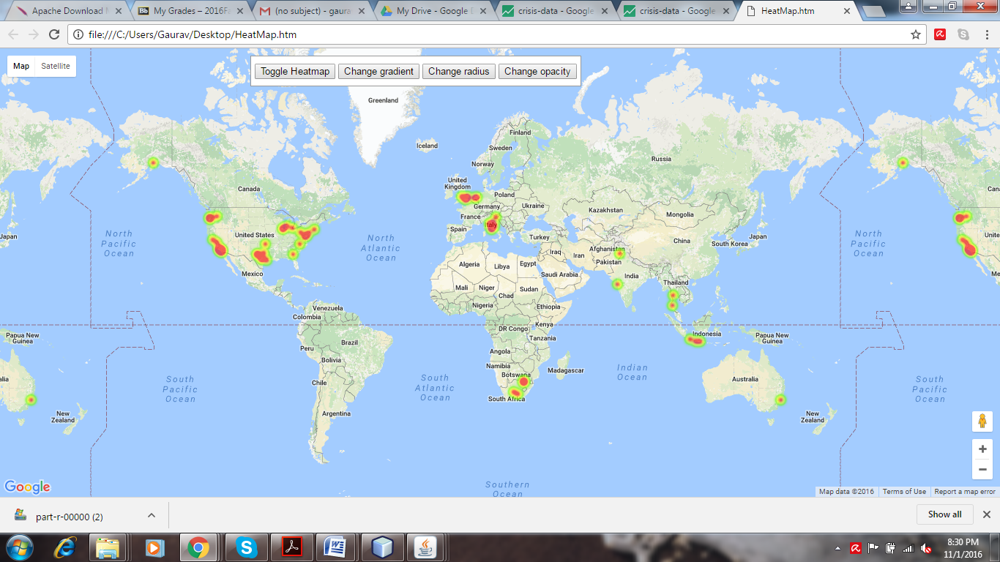 Apache Download M
My Grades – 2016Fa
(no subject) - gaura
My Drive - Google D
crisis-data - Google
crisis-data - Google
HeatMap.htm
file:///C:/Users/Gaurav/Desktop/HeatMap.htm
Map Satellite
Toggle Heatmap Change gradient Change radius Change opacity
Greenland
Iceland
Finland
Sweden
Norway
Russia
United
Kingdom
Canada
Poland
Germany
Ukraine
Kazakhstan
France
Mongolia
Italy
Spain
Japan
North
Pacific
Ocean
United States
North
Atlantic
Ocean
Turkey
China
South Korea
Japan
North
Pacific
Ocean
Iraq
Iran
Afghanistan
Pakistan
Algeria
Libya
Egypt
Saudi Arabia
India
Thailand
Mexico
Me
Mali
Niger
Chad
Sudan
Nigeria
Ethiopia
Venezuela
Colombia
Kenya
DR Congo
Tanzania
Indonesia
Papua New
Guinea
Papua New
Guinea
Brazil
Peru
Bolivia
Angola
Namibia
Botswana
Madagascar
Indian
Ocean
South
Pacific
Ocean
South
Atlantic
Ocean
Chile
South Africa
Australia
alia
South
Pacific
Ocean
Argentina
New
Zealand
New
Zealand
Southern
Ocean
Google
Map data ©2016 Terms of Use Report a map error
part-r-00000 (2)
Show all
8:30 PM
11/1/2016